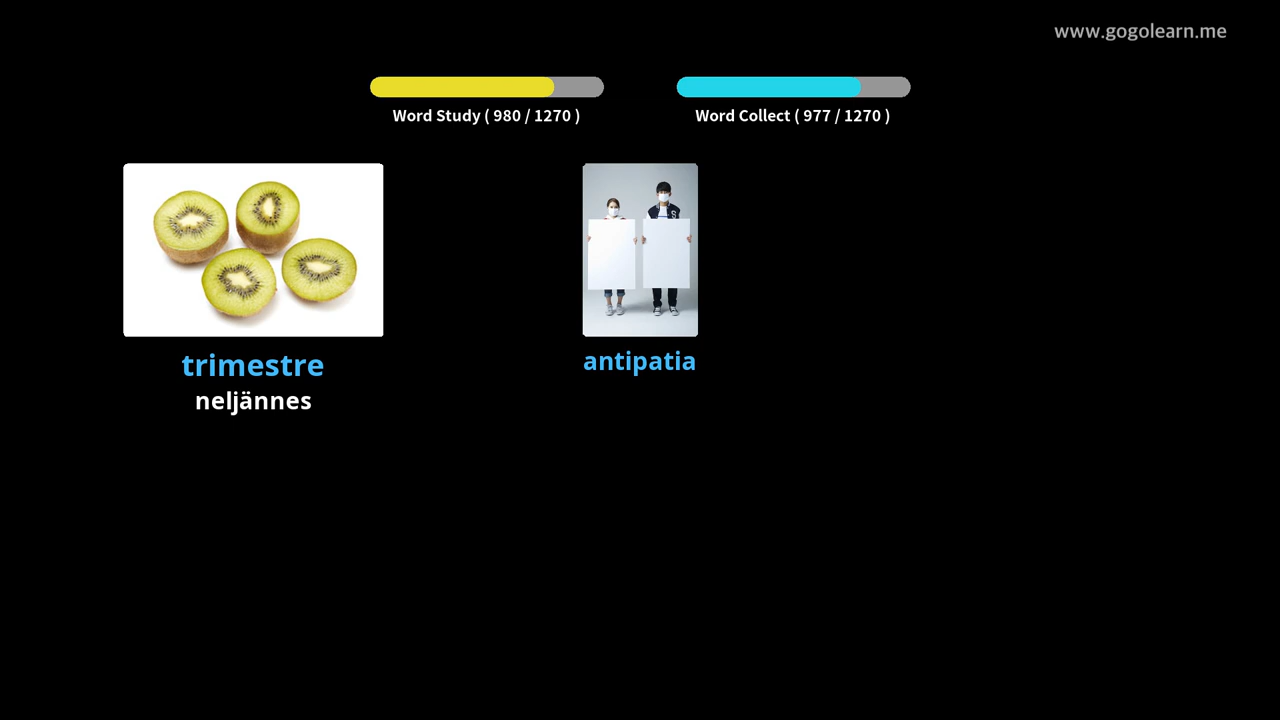 www.gogolearn.me
Word Study ( 980 / 1270 )
Word Collect ( 977 / 1270 )
trimestre
neljännes
antipatia